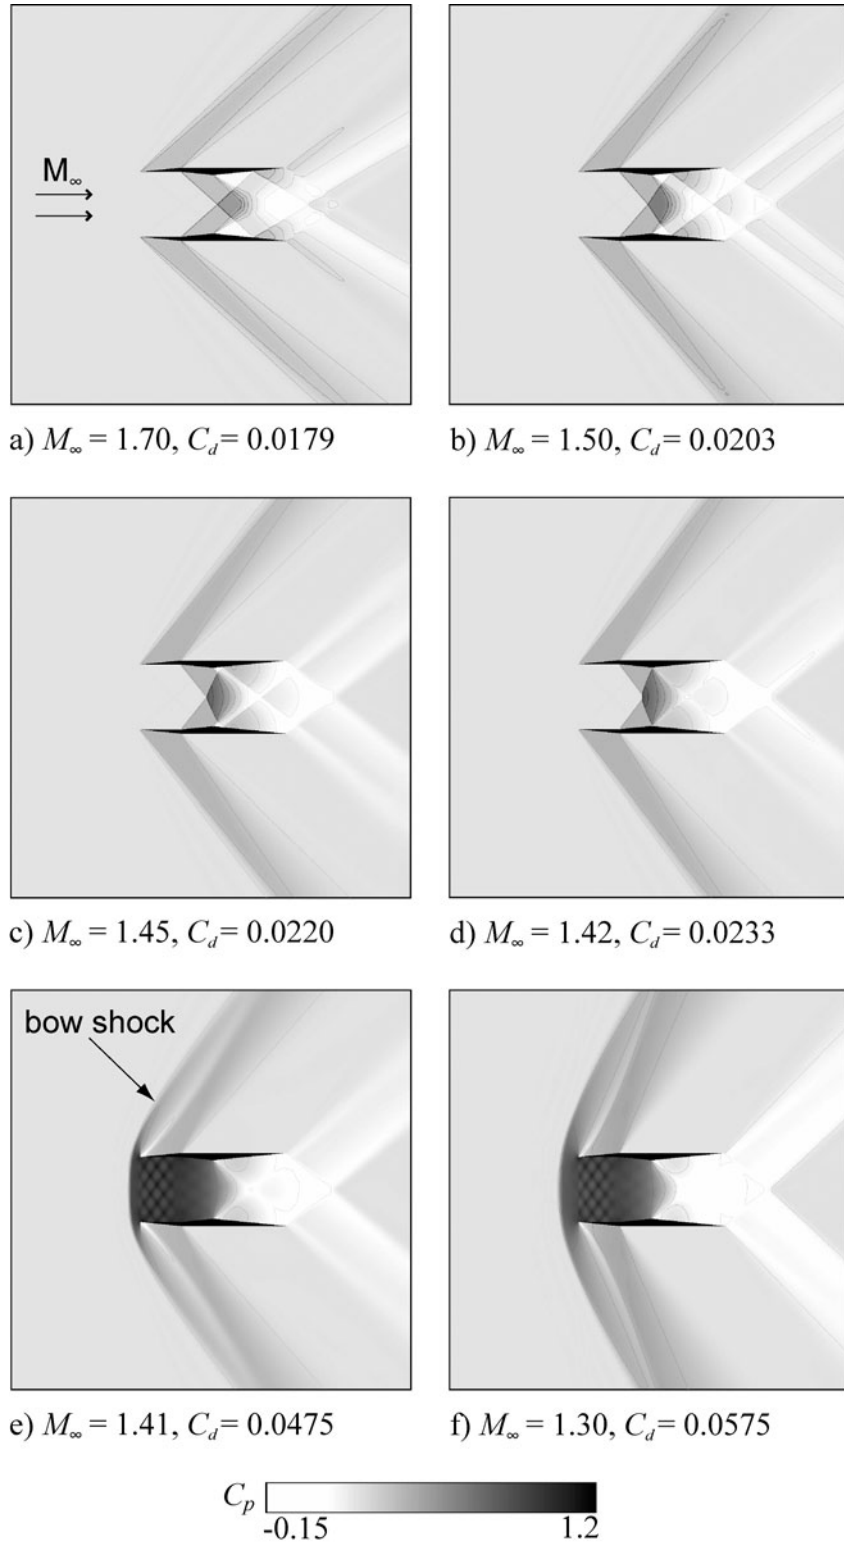 M∞
a) M∞ = 1.70, Cd = 0.0179
b) M∞ = 1.50, Cd = 0.0203
c) M∞ = 1.45, Cd = 0.0220
d) M∞ = 1.42, Cd = 0.0233
bow shock
e) M∞ = 1.41, Cd = 0.0475
f) M∞ = 1.30, Cd = 0.0575
Cp
-0.15 1.2